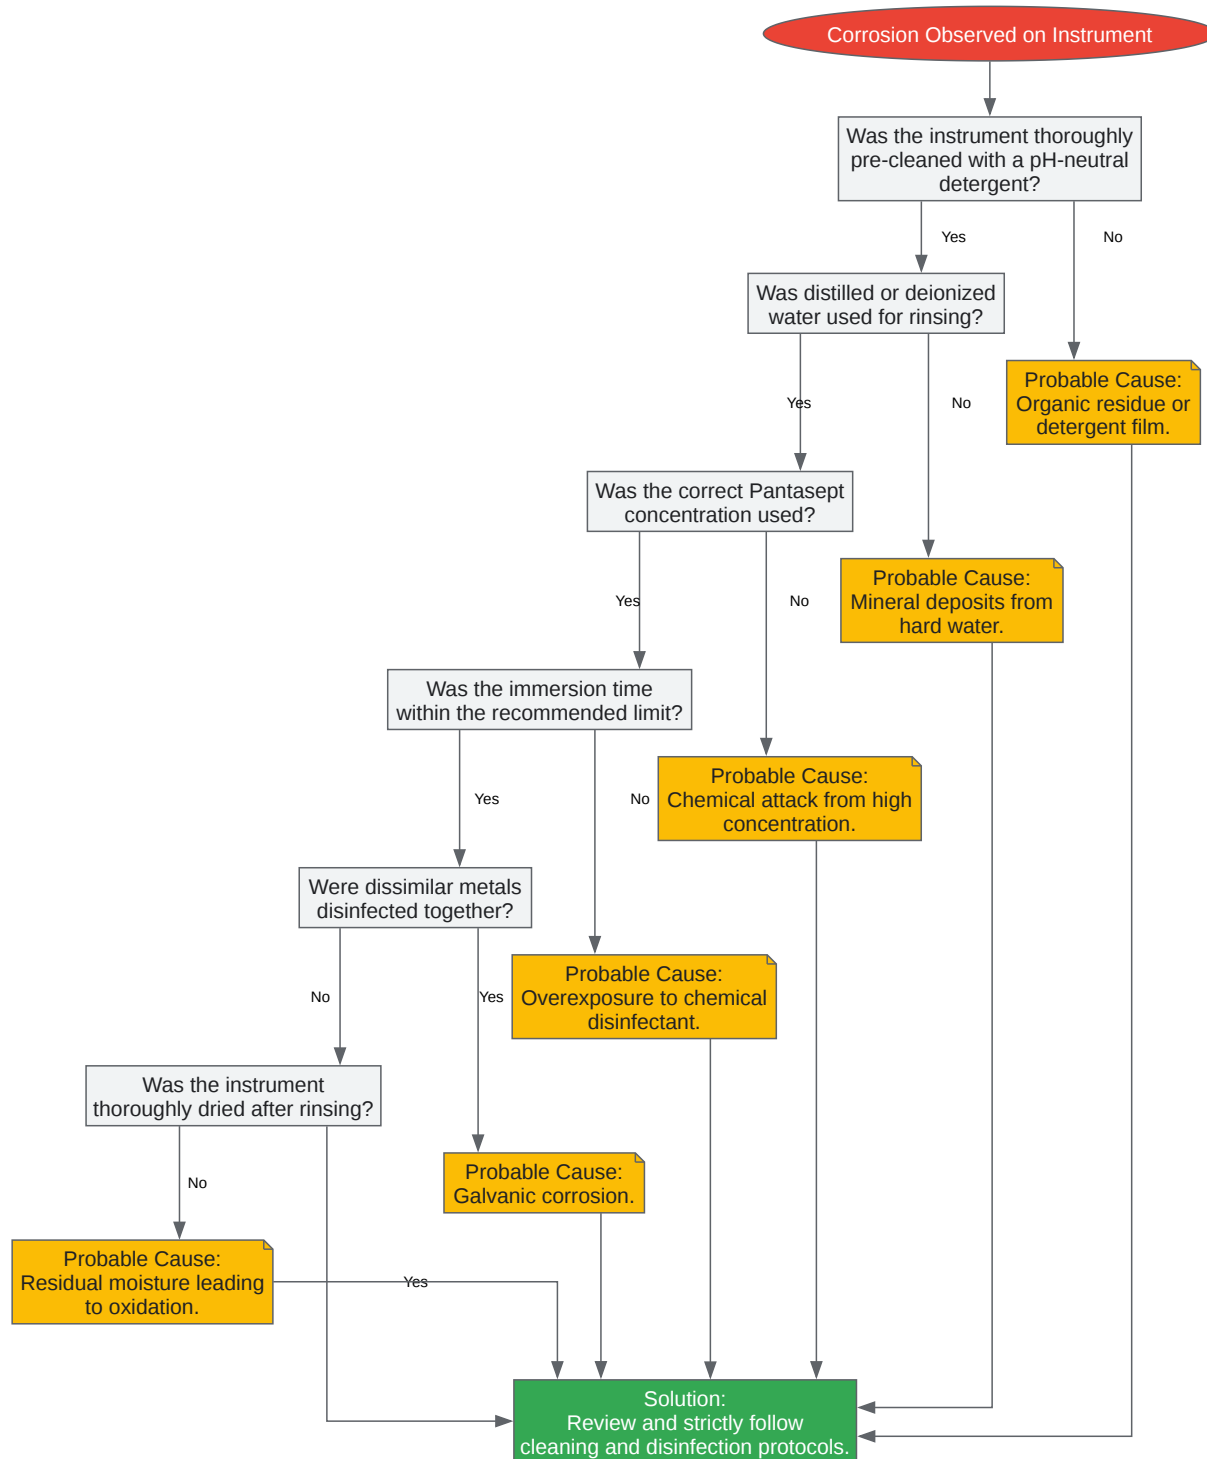 Corrosion Observed on Instrument
Was the instrument thoroughly
pre-cleaned with a pH-neutral
detergent?
Yes
No
Was distilled or deionized
water used for rinsing?
Probable Cause:
Organic residue or
detergent film.
Yes
No
Was the correct Pantasept
concentration used?
Probable Cause:
Mineral deposits from
hard water.
Yes
No
Was the immersion time
within the recommended limit?
Probable Cause:
Chemical attack from high
concentration.
Yes
No
Were dissimilar metals
disinfected together?
Probable Cause:
Overexposure to chemical
disinfectant.
No
Yes
Was the instrument
thoroughly dried after rinsing?
Probable Cause:
Galvanic corrosion.
No
Probable Cause:
Residual moisture leading
to oxidation.
Yes
Solution:
Review and strictly follow
cleaning and disinfection protocols.